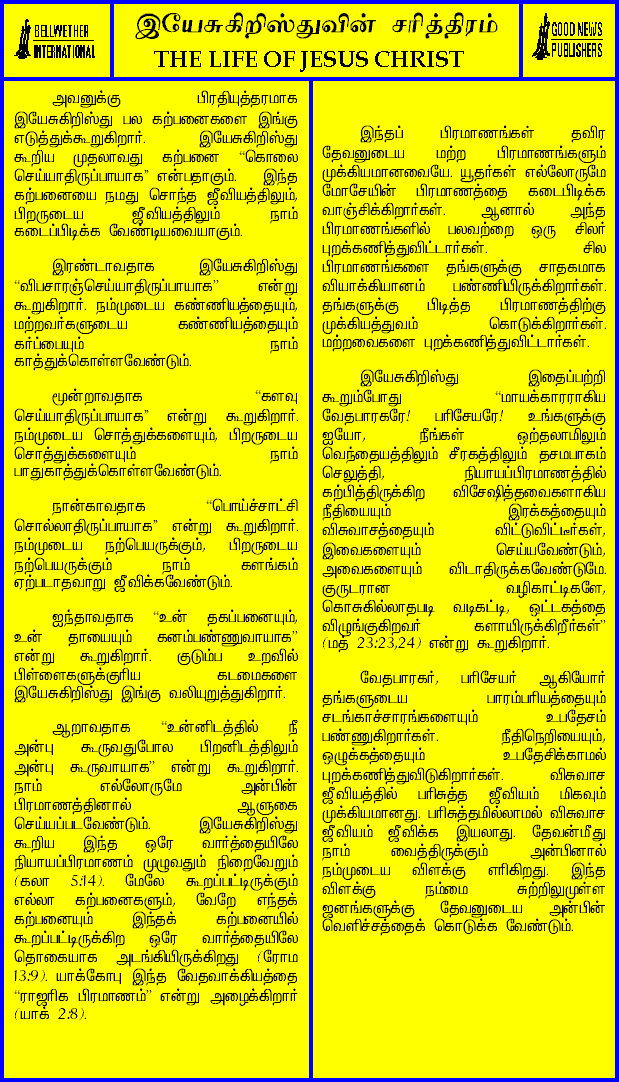 BELLWETHER
INTERNATIONAL
இயேசுகிறிஸ்துவின் சரித்திரம்
THE LIFE OF JESUS CHRIST
GOOD NEWS
PUBLISHERS
அவனுக்கு பிரதியுத்தரமாக
இயேசுகிறிஸ்து பல கற்பனைகளை இங்கு
எடுத்துக்கூறுகிறார். இயேசுகிறிஸ்து
கூறிய முதலாவது கற்பனை “கொலை
செய்யாதிருப்பாயாக” என்பதாகும். இந்த
கற்பனையை நமது சொந்த ஜீவியத்திலும்,
பிறருடைய ஜீவியத்திலும் நாம்
கடைப்பிடிக்க வேண்டியவையாகும்.
இரண்டாவதாக இயேசுகிறிஸ்து
“விபசாரஞ்செய்யாதிருப்பாயாக” என்று
கூறுகிறார். நம்முடைய கண்ணியத்தையும்,
மற்றவர்களுடைய கண்ணியத்தையும்
கர்ப்பையும் நாம்
காத்துக்கொள்ளவேண்டும்.
மூன்றாவதாக “களவு
செய்யாதிருப்பாயாக” என்று கூறுகிறார்.
நம்முடைய சொத்துக்களையும், பிறருடைய
சொத்துக்களையும் நாம்
பாதுகாத்துக்கொள்ளவேண்டும்.
நான்காவதாக “பொய்ச்சாட்சி
சொல்லாதிருப்பாயாக” என்று கூறுகிறார்.
நம்முடைய நற்பெயருக்கும், பிறருடைய
நற்பெயருக்கும் நாம் களங்கம்
ஏற்படாதவாறு ஜீவிக்கவேண்டும்.
ஐந்தாவதாக “உன் தகப்பனையும்,
உன் தாயையும் கனம்பண்ணுவாயாக”
என்று கூறுகிறார். குடும்ப உறவில்
பிள்ளைகளுக்குரிய கடமைகளை
இயேசுகிறிஸ்து இங்கு வலியுறுத்துகிறார்.
ஆறாவதாக “உன்னிடத்தில் நீ
அன்பு கூருவதுபோல பிறனிடத்திலும்
அன்பு கூருவாயாக” என்று கூறுகிறார்.
நாம் எல்லோருமே அன்பின்
பிரமாணத்தினால் ஆளுகை
செய்யப்படவேண்டும். இயேசுகிறிஸ்து
கூறிய இந்த ஒரே வார்த்தையிலே
நியாயப்பிரமாணம் முழுவதும் நிறைவேறும்
(கலா 5:14). மேலே கூறப்பட்டிருக்கும்
எல்லா கற்பனைகளும், வேறே எந்தக்
கற்பனையும் இந்தக் கற்பனையில்
கூறப்பட்டிருக்கிற ஒரே வார்த்தையிலே
தொகையாக அடங்கியிருக்கிறது (ரோம
13:9). யாக்கோபு இந்த வேதவாக்கியத்தை
“ராஜரிக பிரமாணம்” என்று அழைக்கிறார்
(யாக் 2:8).
இந்தப் பிரமாணங்கள் தவிர
தேவனுடைய மற்ற பிரமாணங்களும்
முக்கியமானவையே. யூதர்கள் எல்லோருமே
மோசேயின் பிரமாணத்தை கடைபிடிக்க
வாஞ்சிக்கிறார்கள். ஆனால் அந்த
பிரமாணங்களில் பலவற்றை ஒரு சிலர்
புறக்கணித்துவிட்டார்கள். சில
பிரமாணங்களை தங்களுக்கு சாதகமாக
வியாக்கியானம் பண்ணியிருக்கிறார்கள்.
தங்களுக்கு பிடித்த பிரமாணத்திற்கு
முக்கியத்துவம் கொடுக்கிறார்கள்.
மற்றவைகளை புறக்கணித்துவிட்டார்கள்.
இயேசுகிறிஸ்து இதைப்பற்றி
கூறும்போது “மாயக்காரராகிய
வேதபாரகரே! பரிசேயரே! உங்களுக்கு
ஐயோ, நீங்கள் ஒற்தலாமிலும்
வெந்தையத்திலும் சீரகத்திலும் தசமபாகம்
செலுத்தி, நியாயப்பிரமாணத்தில்
கற்பித்திருக்கிற விசேஷித்தவைகளாகிய
நீதியையும் இரக்கத்தையும்
விசுவாசத்தையும் விட்டுவிட்டீர்கள்,
இவைகளையும் செய்யவேண்டும்,
அவைகளையும் விடாதிருக்கவேண்டுமே.
குருடரான வழிகாட்டிகளே,
கொசுகில்லாதபடி வடிகட்டி, ஒட்டகத்தை
விழுங்குகிறவர் களாயிருக்கிறீர்கள்”
(மத் 23:23,24) என்று கூறுகிறார்.
வேதபாரகர், பரிசேயர் ஆகியோர்
தங்களுடைய பாரம்பரியத்தையும்
சடங்காச்சாரங்களையும் உபதேசம்
பண்ணுகிறார்கள். நீதிநெறியையும்,
ஒழுக்கத்தையும் உபதேசிக்காமல்
புறக்கணித்துவிடுகிறார்கள். விசுவாச
ஜீவியத்தில் பரிசுத்த ஜீவியம் மிகவும்
முக்கியமானது. பரிசுத்தமில்லாமல் விசுவாச
ஜீவியம் ஜீவிக்க இயலாது. தேவன்மீது
நாம் வைத்திருக்கும் அன்பினால்
நம்முடைய விளக்கு எரிகிறது. இந்த
விளக்கு நம்மை சுற்றிலுமுள்ள
ஜனங்களுக்கு தேவனுடைய அன்பின்
வெளிச்சத்தைக் கொடுக்க வேண்டும்.